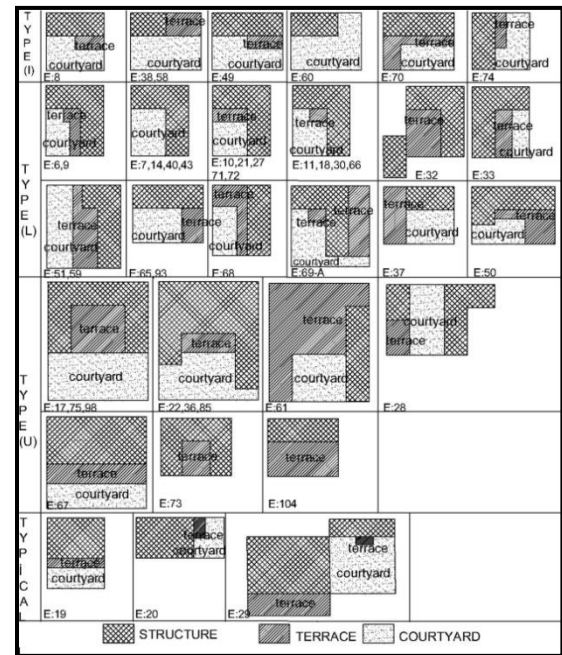 TYPE (I)
terrace
courtyard
E:8
terrace
courtyard
E:38,58
terrace
courtyard
E:49
courtyard
E:60
terrace
courtyard
E:70
terrace
courtyard
E:74
TYPE (L)
terrace
courtyard
E:6,9
terrace
courtyard
E:7,14,40,43
terrace
courtyard
E:10,21,27
71,72
terrace
courtyard
E:11,18,30,66
terrace
E:32
terrace
courtyard
E:33
terrace
courtyard
E:51,59
terrace
courtyard
E:65,93
terrace
courtyard
E:68
terrace
courtyard
courtyard
E:69-A
terrace
courtyard
E:37
terrace
courtyard
E:50
TYPE (U)
terrace
courtyard
E:17,75,98
terrace
courtyard
E:22,36,85
terrace
courtyard
E:61
courtyard
terrace
E:28
terrace
courtyard
E:67
terrace
E:73
terrace
E:104
TYPİCAL
terrace
courtyard
E:19
terrace
courtyard
E:20
terrace
courtyard
terrace
E:29
STRUCTURE TERRACE COURTYARD